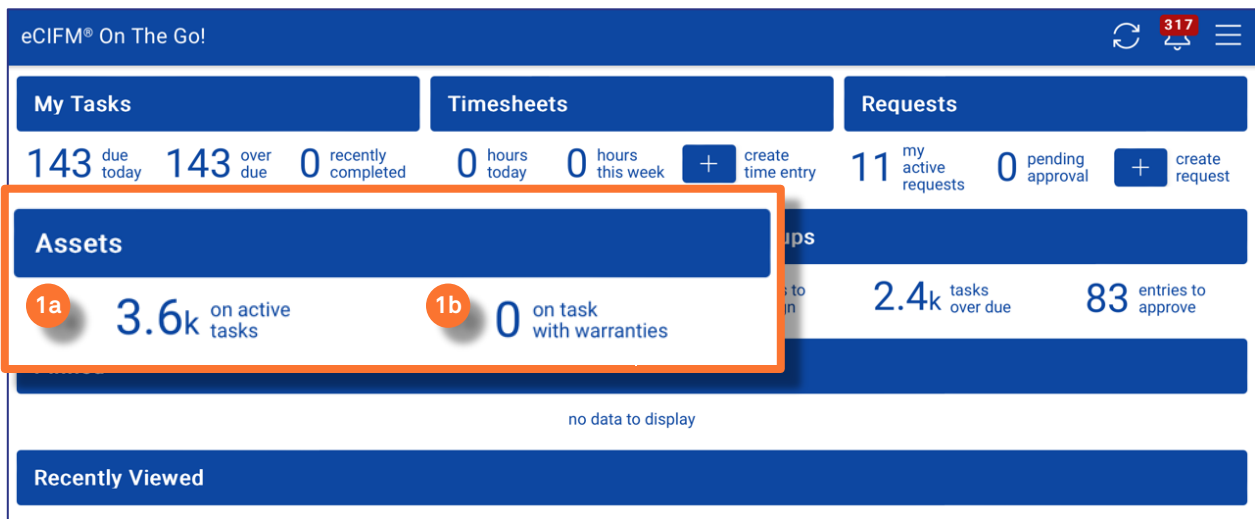 eCIFM® On The Go!
317
My Tasks
Timesheets
Requests
143 due today
143 over due
0 recently completed
0 hours today
0 hours this week
+ create time entry
11 my active requests
0 pending approval
+ create request
Assets
1a
3.6k on active tasks
1b
0 on task with warranties
ups
to
2.4k tasks over due
83 entries to approve
no data to display
Recently Viewed